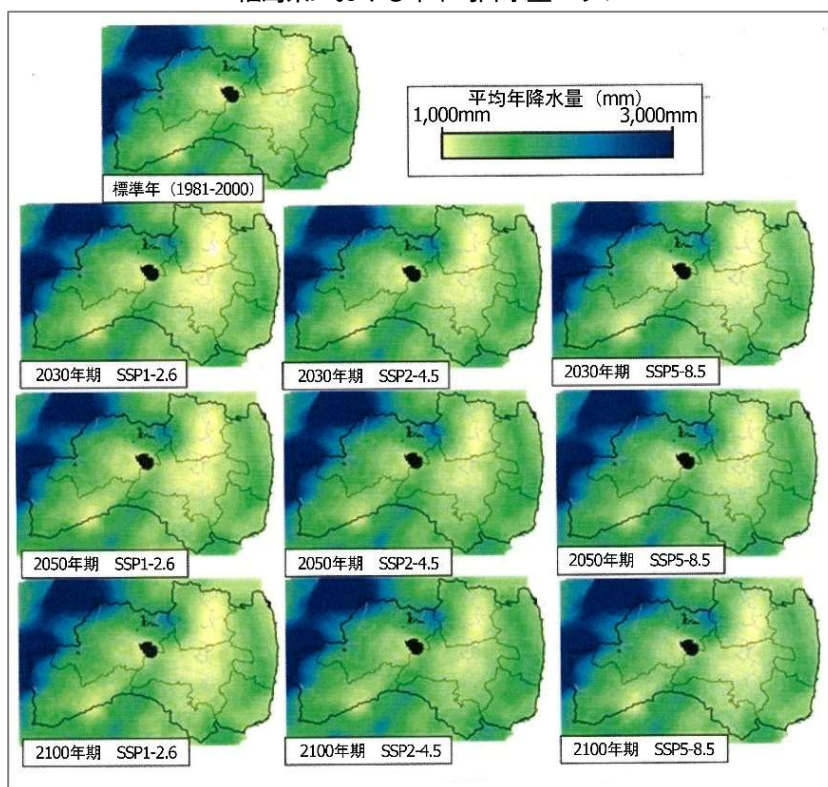 平均年降水量 (mm)
1,000mm 3,000mm
標準年 (1981-2000)
2030年期 SSP1-2.6
2030年期 SSP2-4.5
2030年期 SSP5-8.5
2050年期 SSP1-2.6
2050年期 SSP2-4.5
2050年期 SSP5-8.5
2100年期 SSP1-2.6
2100年期 SSP2-4.5
2100年期 SSP5-8.5